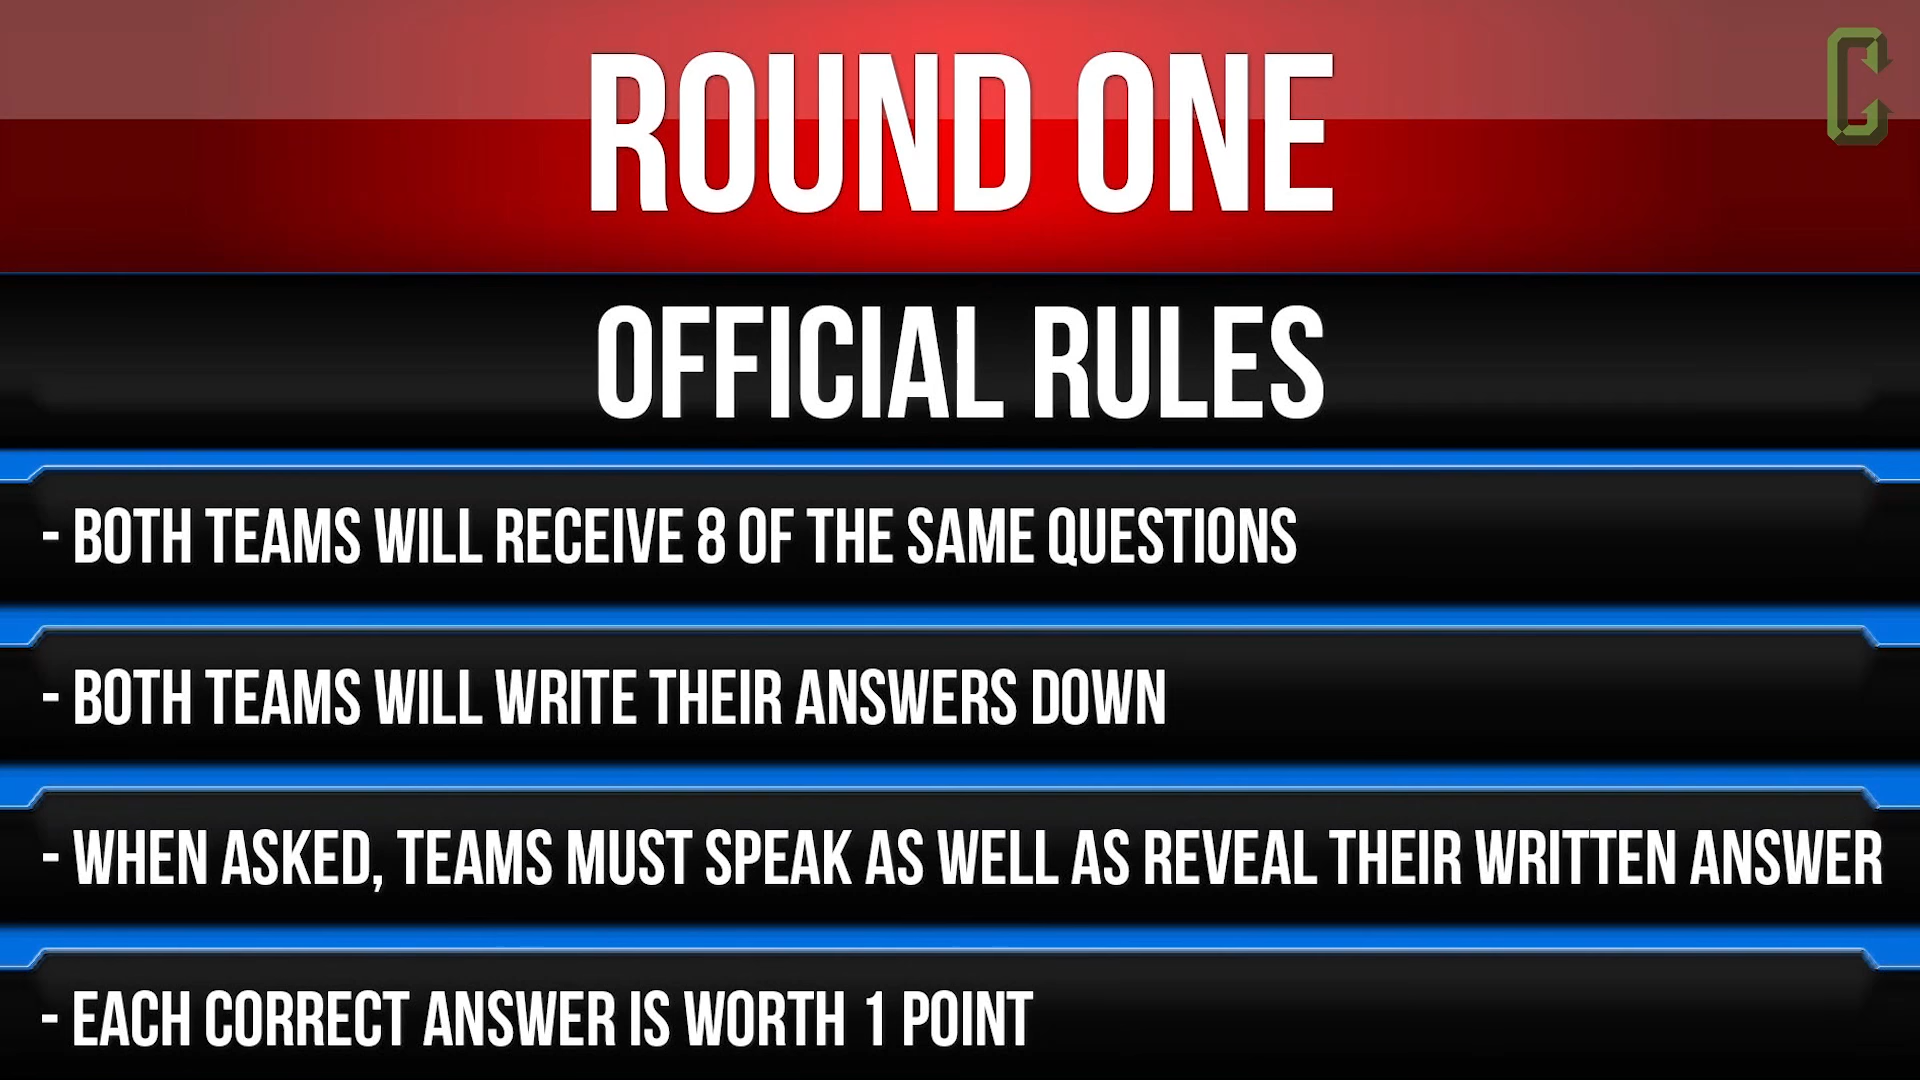 ROUND ONE
OFFICIAL RULES
- BOTH TEAMS WILL RECEIVE 8 OF THE SAME QUESTIONS
- BOTH TEAMS WILL WRITE THEIR ANSWERS DOWN
- WHEN ASKED, TEAMS MUST SPEAK AS WELL AS REVEAL THEIR WRITTEN ANSWER
- EACH CORRECT ANSWER IS WORTH 1 POINT